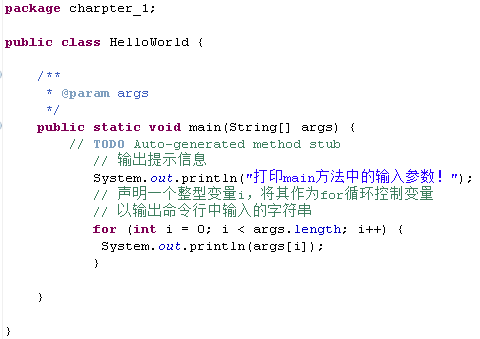 package charpter_1;
public class HelloWorld {
/**
* @param args
*/
public static void main(String[] args) {
// TODO Auto-generated method stub
// 输出提示信息
System.out.println("打印main方法中的输入参数！");
// 声明一个整型变量i，将其作为for循环控制变量
// 以输出命令行中输入的字符串
for (int i = 0; i < args.length; i++) {
System.out.println(args[i]);
}
}
}